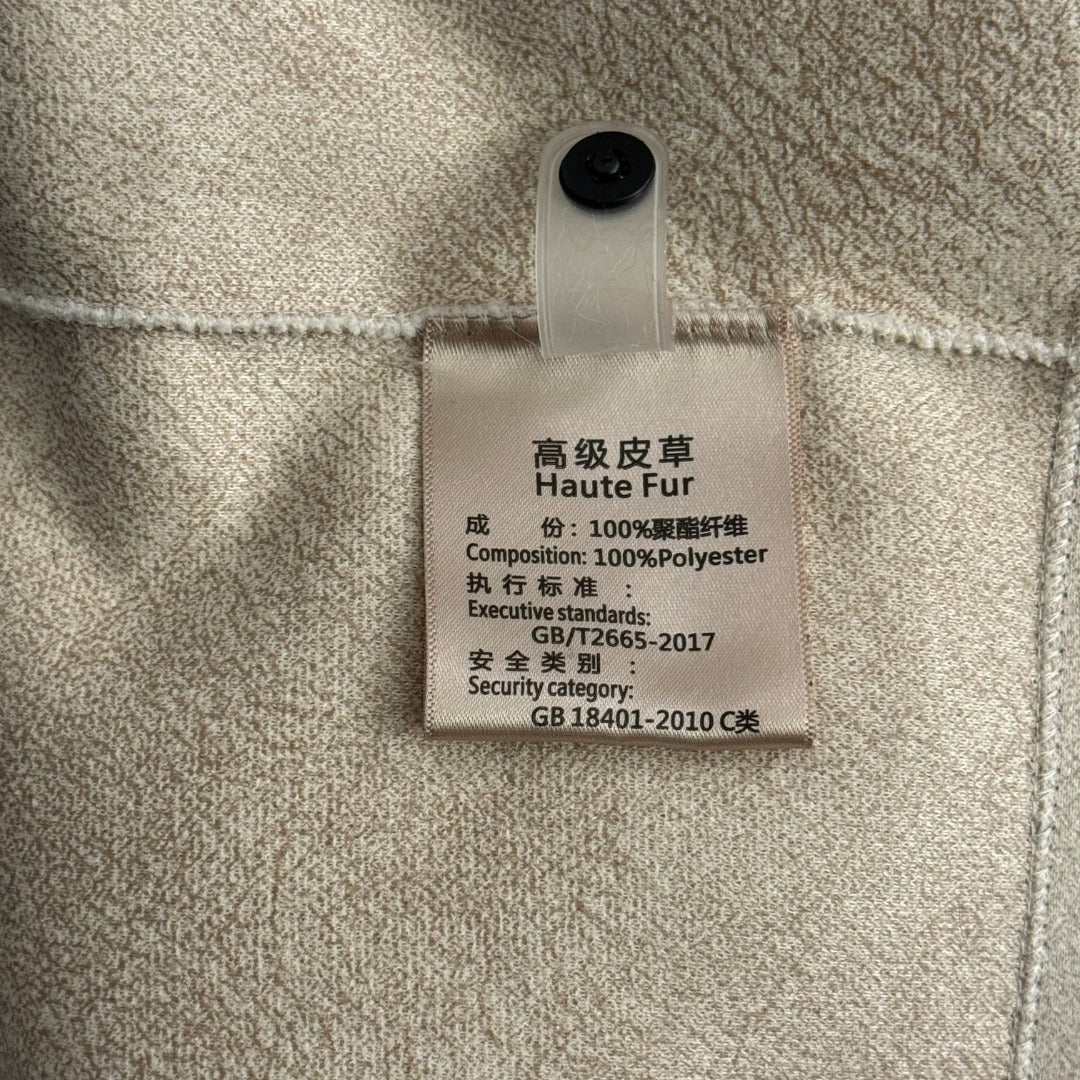 高级皮草
Haute Fur
成 份：100%聚酯纤维
Composition: 100%Polyester
执行标准：
Executive standards:
GB/T2665-2017
安全类别：
Security category:
GB 18401-2010 C类